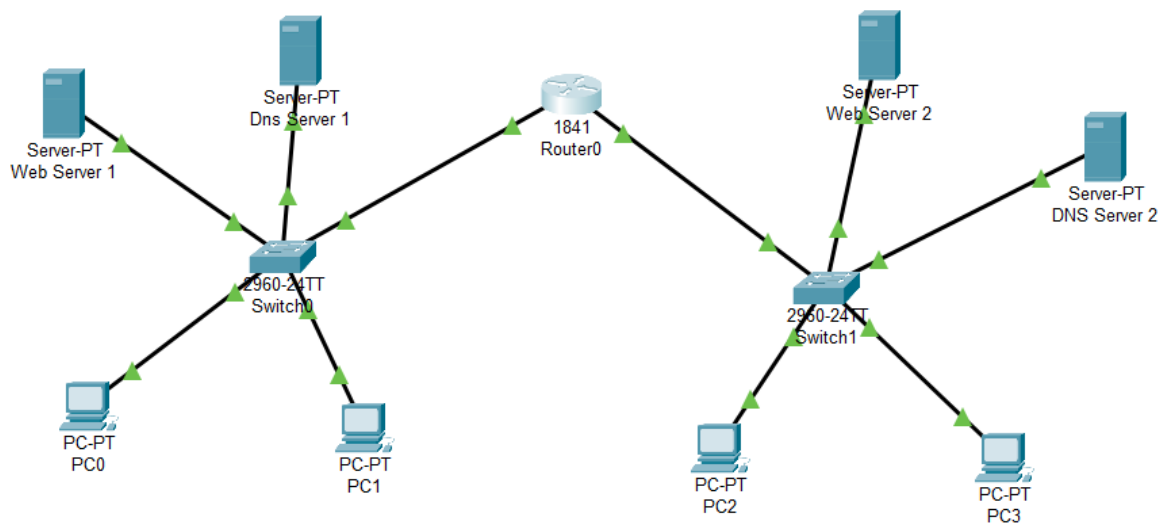 Server-PT
Web Server 1
Server-PT
Dns Server 1
1841
Router0
Server-PT
Web Server 2
Server-PT
DNS Server 2
2960-24TT
Switch0
2960-24TT
Switch1
PC-PT
PC0
PC-PT
PC1
PC-PT
PC2
PC-PT
PC3